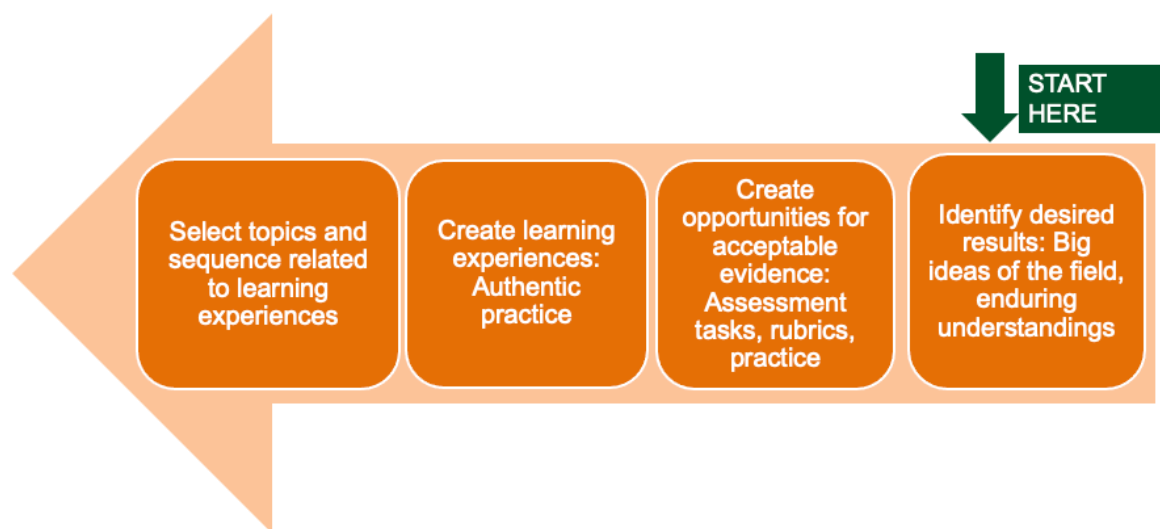 START
HERE
Select topics and
sequence related
to learning
experiences
Create learning
experiences:
Authentic
practice
Create
opportunities for
acceptable
evidence:
Assessment
tasks, rubrics,
practice
Identify desired
results: Big
ideas of the field,
enduring
understandings